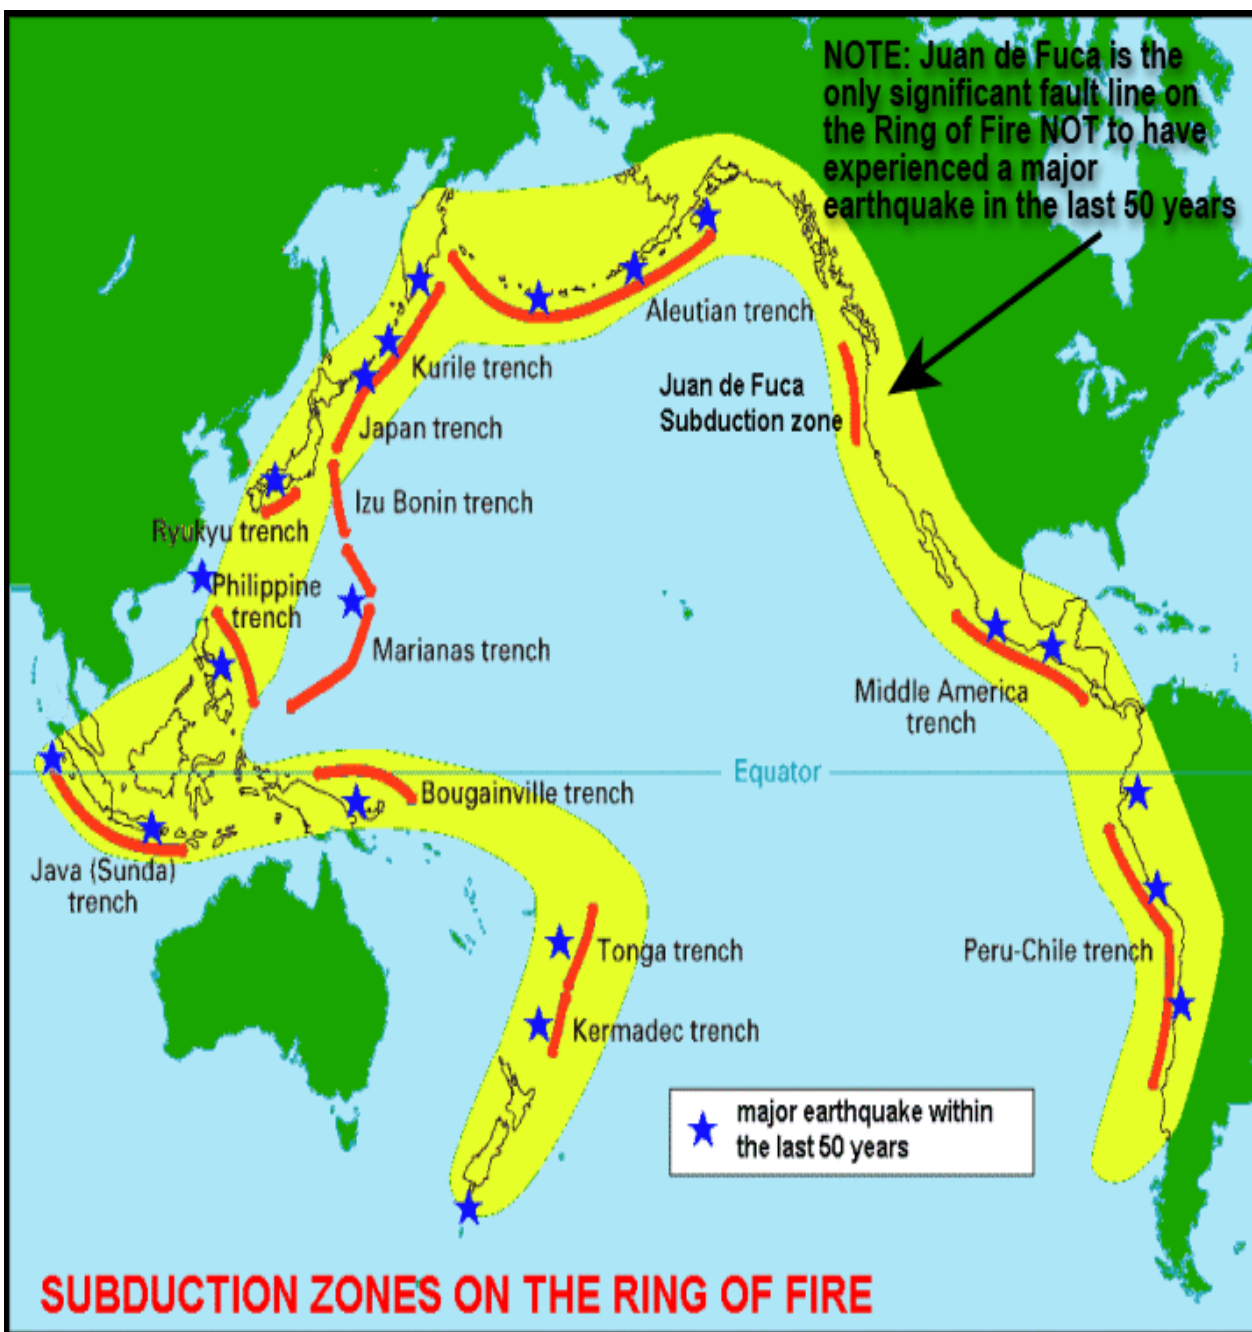 NOTE: Juan de Fuca is the
only significant fault line on
the Ring of Fire NOT to have
experienced a major
earthquake in the last 50 years
Aleutian trench
Kurile trench
Juan de Fuca
Subduction zone
Japan trench
Izu Bonin trench
Ryukyu trench
Philippine
trench
Marianas trench
Middle America
trench
Equator
Bougainville trench
Java (Sunda)
trench
Tonga trench
Peru-Chile trench
Kermadec trench
major earthquake within
the last 50 years
SUBDUCTION ZONES ON THE RING OF FIRE